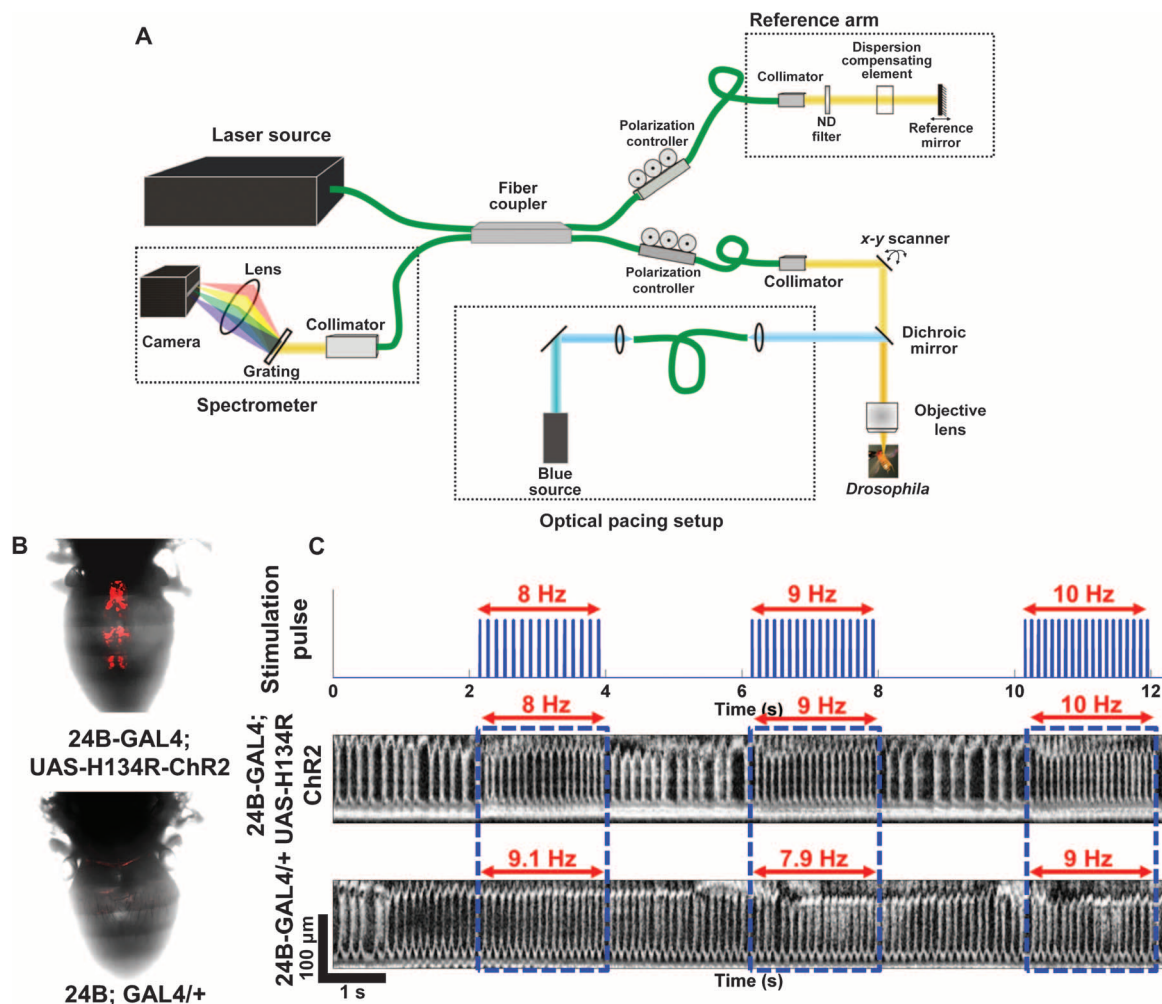 A
Reference arm
Collimator
Dispersion
compensating
element
ND
filter
Reference
mirror
Polarization
controller
Laser source
Fiber
coupler
Polarization
controller
Collimator
x-y scanner
Lens
Camera
Collimator
Grating
Spectrometer
Dichroic
mirror
Objective
lens
Drosophila
Blue
source
Optical pacing setup
B
24B-GAL4;
UAS-H134R-ChR2
24B; GAL4/+
C
Stimulation
pulse
8 Hz
9 Hz
10 Hz
0
2
4
6
8
10
12
Time (s)
24B-GAL4;
UAS-H134R
ChR2
8 Hz
9 Hz
10 Hz
24B-GAL4/+
9.1 Hz
7.9 Hz
9 Hz
100 µm
1 s
Time (s)